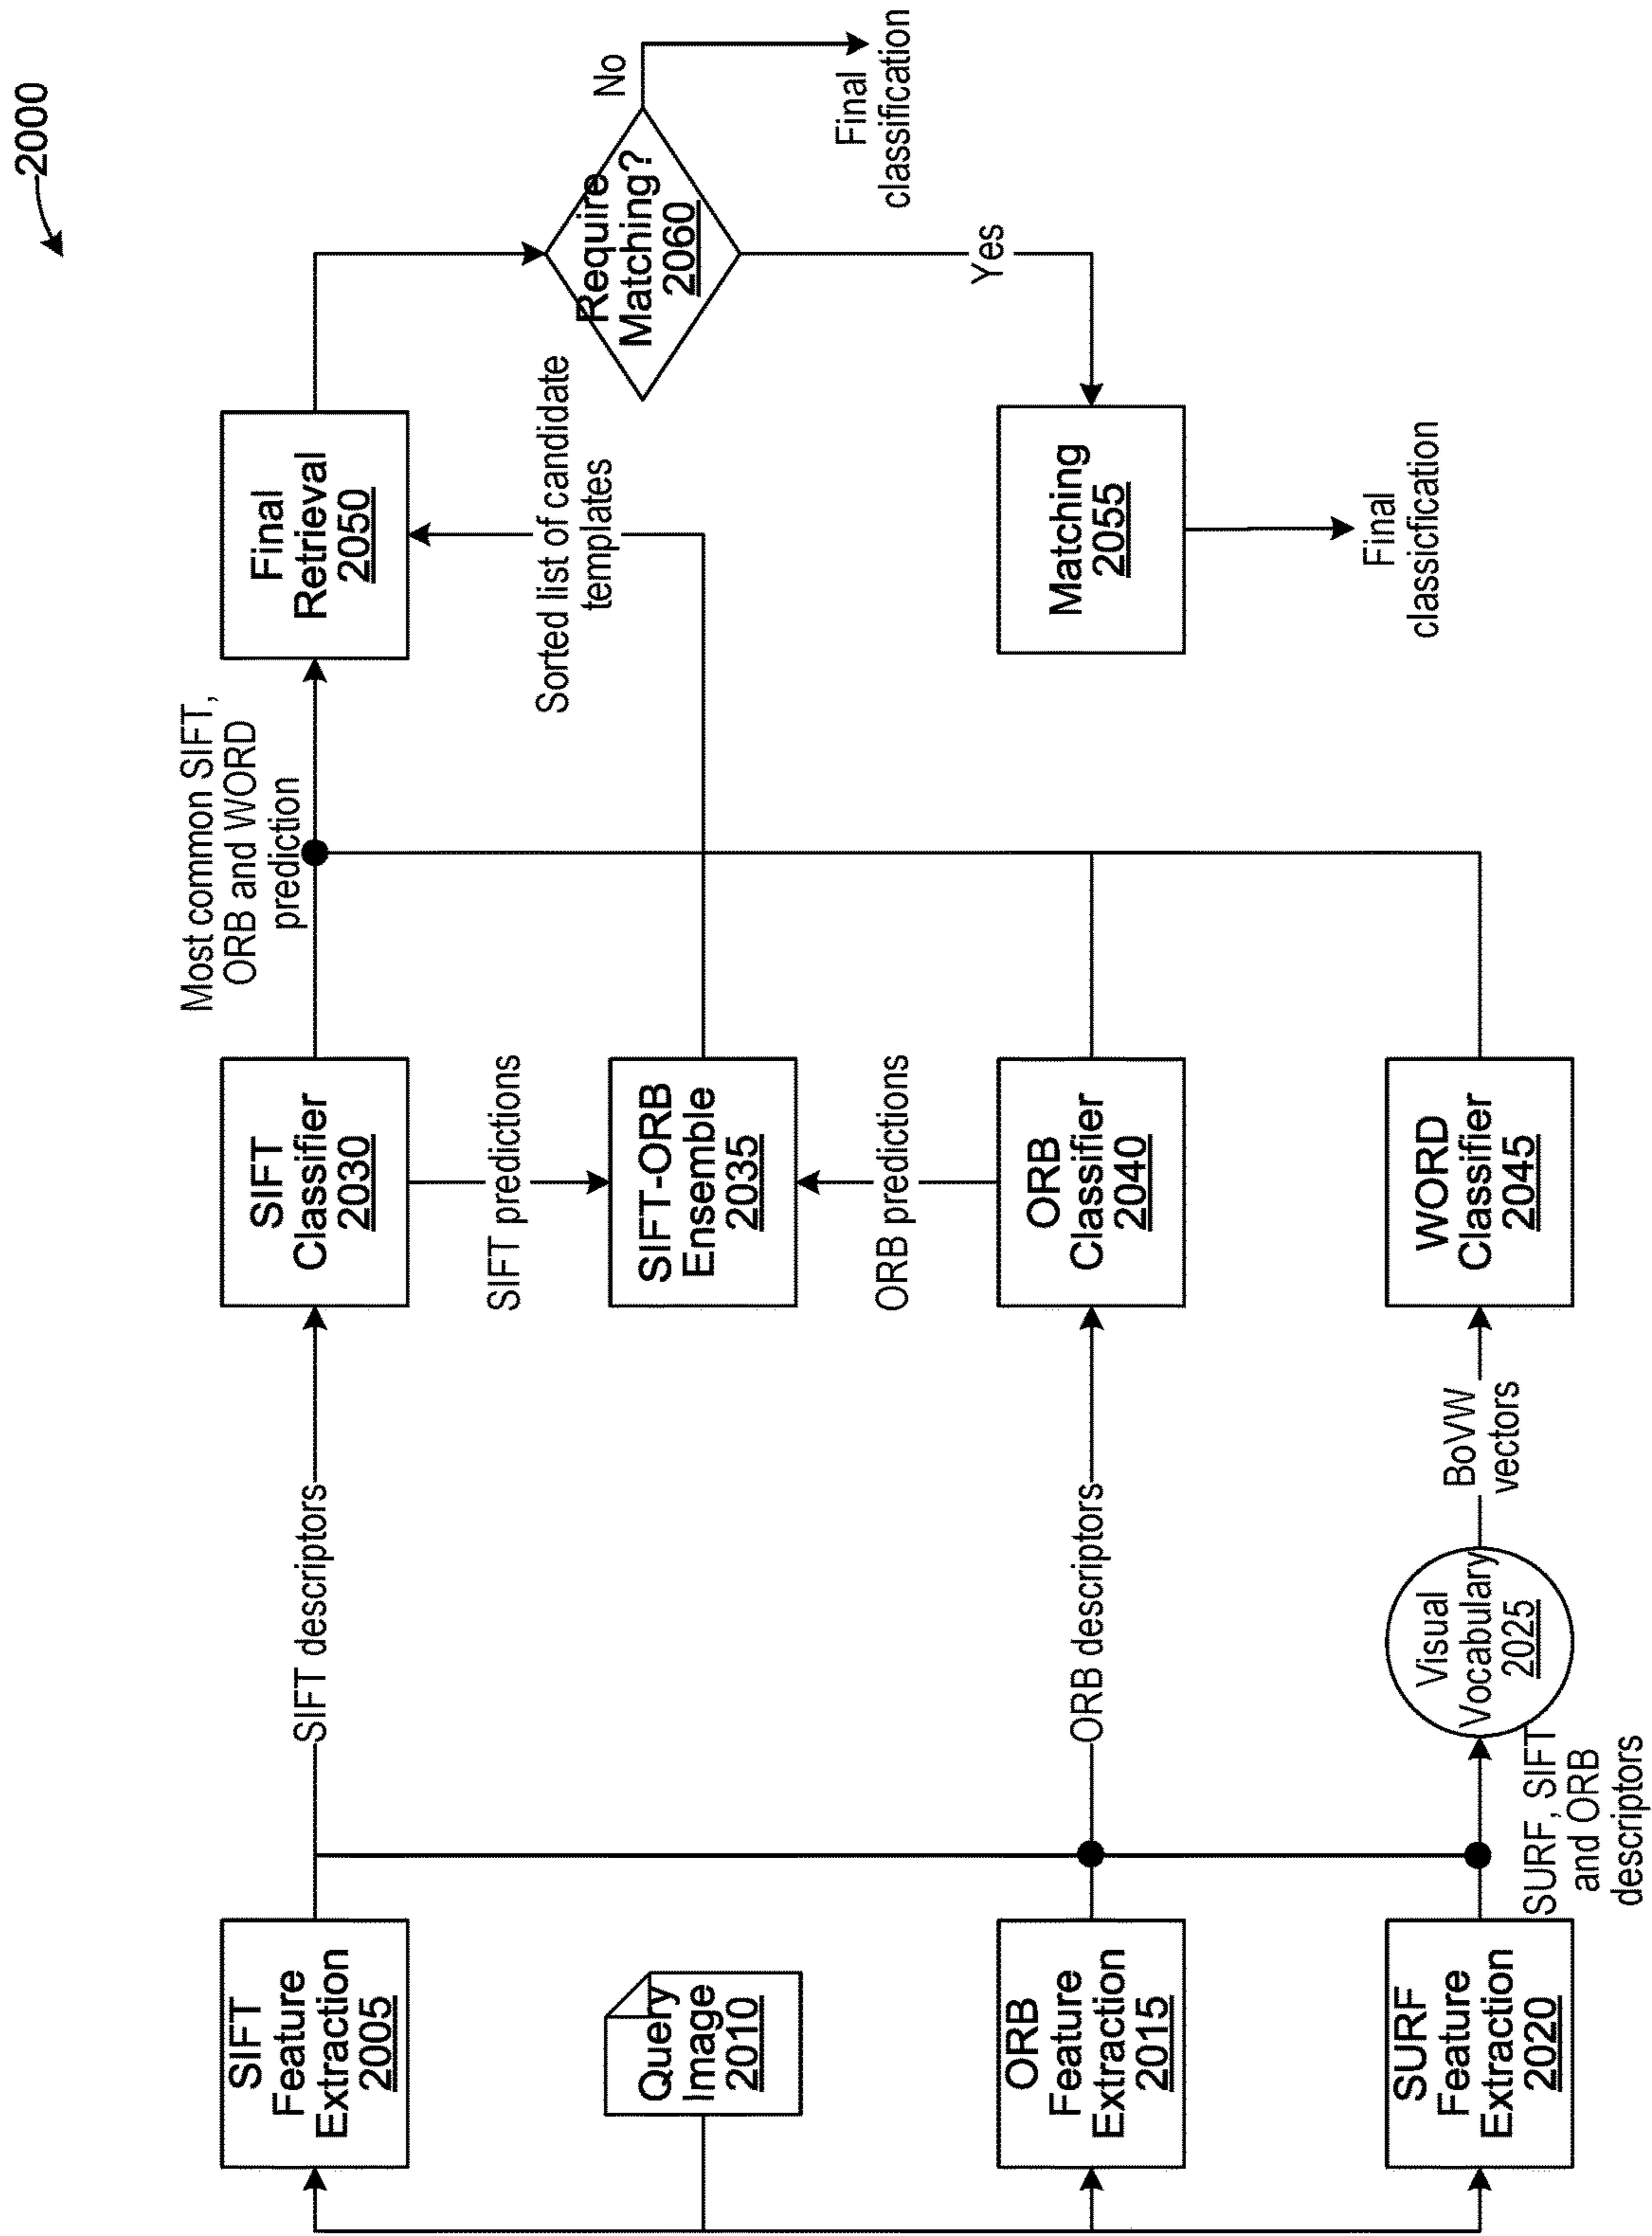 2000
SIFT
Feature
Extraction
2005
Query
Image
2010
ORB
Feature
Extraction
2015
SURF
Feature
Extraction
2020
SIFT descriptors
ORB descriptors
SURF, SIFT
and ORB
descriptors
Visual
Vocabulary
2025
BoVW
vectors
SIFT
Classifier
2030
SIFT predictions
SIFT-ORB
Ensemble
2035
ORB predictions
ORB
Classifier
2040
WORD
Classifier
2045
Most common SIFT,
ORB and WORD
prediction
Sorted list of candidate
templates
Final
Retrieval
2050
Require
Matching?
2060
No
Final
classification
Yes
Matching
2055
Final
classicfication